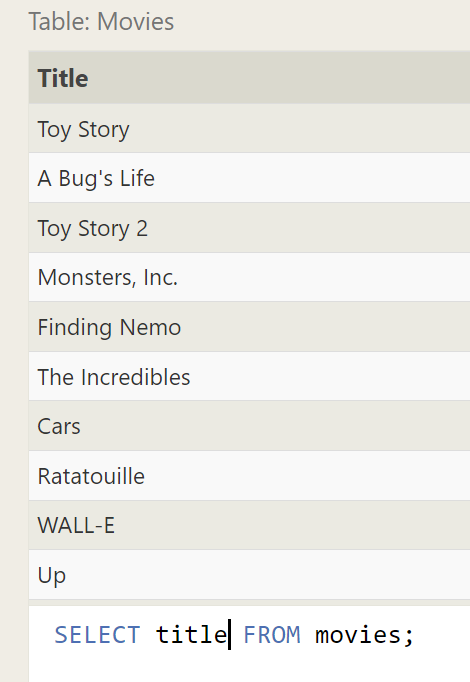 Table: Movies
Title
Toy Story
A Bug's Life
Toy Story 2
Monsters, Inc.
Finding Nemo
The Incredibles
Cars
Ratatouille
WALL-E
Up
SELECT title FROM movies;